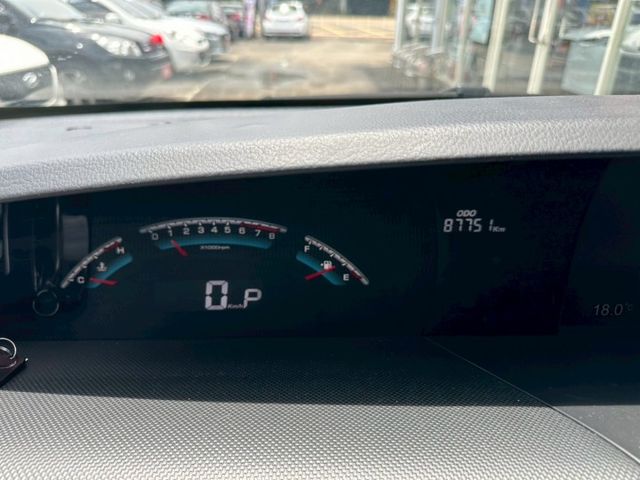 ODO
87751 Km
0 1 2 3 4 5 6 7 8
X1000rpm
C H
F E
0 Km/h P
18.0°C